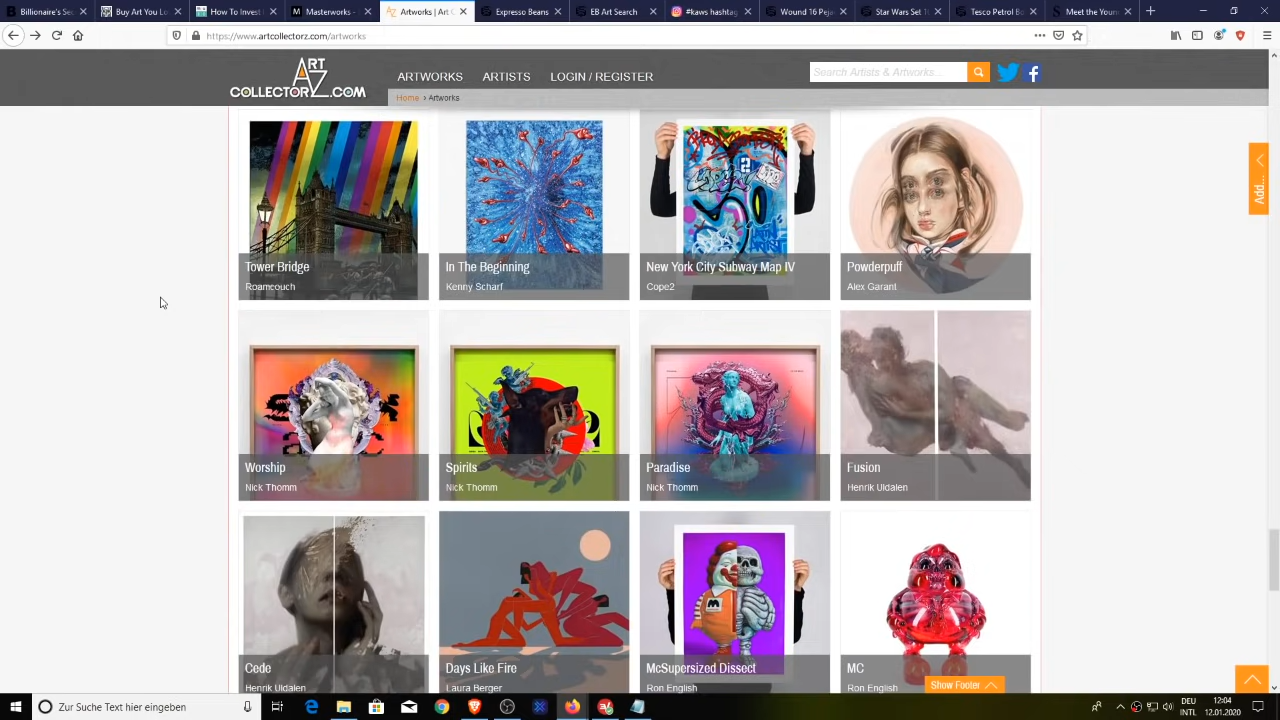 Billionaire's Sec
Buy Art You Lo
How To Invest
Masterworks -
Artworks | Art C
Expresso Beans
EB Art Search
#kaws hashtag
Wound 16 Peja
Star Wars Set 1
Tesco Petrol Bo
Meet the Youn
https://www.artcollectorz.com/artworks
ART
AZ
COLLECTORZ.COM
ARTWORKS
ARTISTS
LOGIN / REGISTER
Search Artists & Artworks...
Home › Artworks
Add...
Tower Bridge
Roamcouch
In The Beginning
Kenny Scharf
New York City Subway Map IV
Cope2
Powderpuff
Alex Garant
Worship
Nick Thomm
Spirits
Nick Thomm
Paradise
Nick Thomm
Fusion
Henrik Uldalen
Cede
Henrik Uldalen
Days Like Fire
Laura Berger
McSupersized Dissect
Ron English
MC
Ron English
Show Footer
Zur Suche Text hier eingeben
DEU
INTL
12:04
12.01.2020